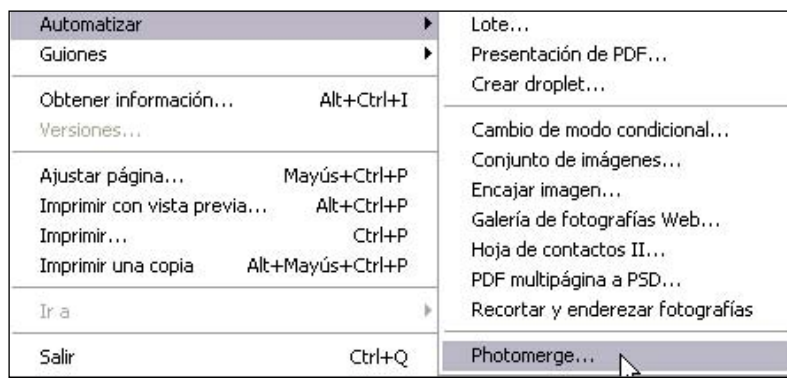 Automatizar
Guiones
Obtener información... Alt+Ctrl+I
Versiones...
Ajustar página... Mayús+Ctrl+P
Imprimir con vista previa... Alt+Ctrl+P
Imprimir... Ctrl+P
Imprimir una copia Alt+Mayús+Ctrl+P
Ir a
Salir Ctrl+Q
Lote...
Presentación de PDF...
Crear droplet...
Cambio de modo condicional...
Conjunto de imágenes...
Encajar imagen...
Galería de fotografías Web...
Hoja de contactos II...
PDF multipágina a PSD...
Recortar y enderezar fotografías
Photomerge...